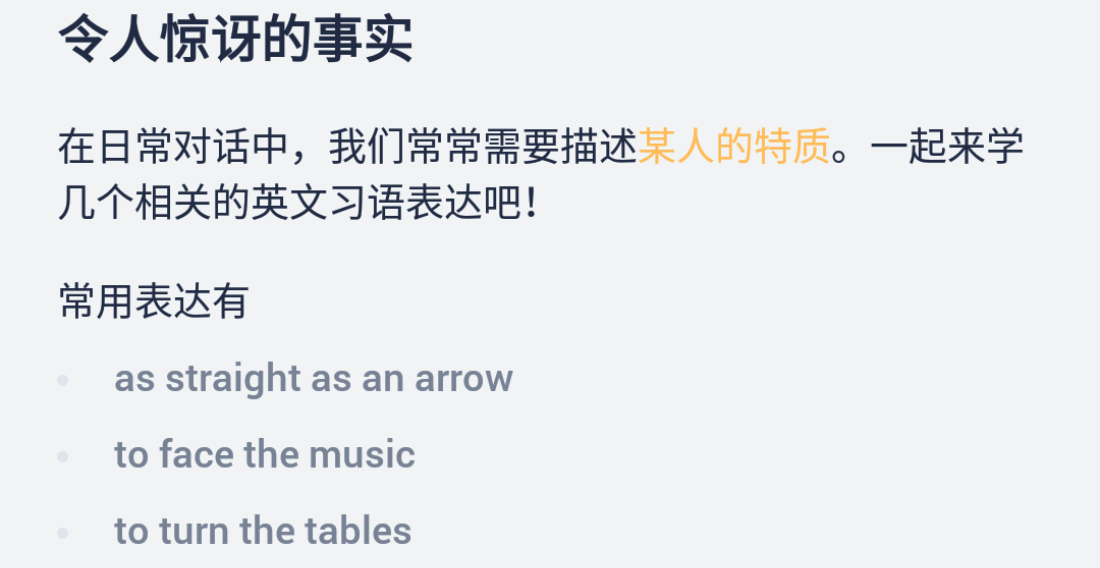 令人惊讶的事实
在日常对话中，我们常常需要描述某人的特质。一起来学
几个相关的英文习语表达吧！
常用表达有
as straight as an arrow
to face the music
to turn the tables